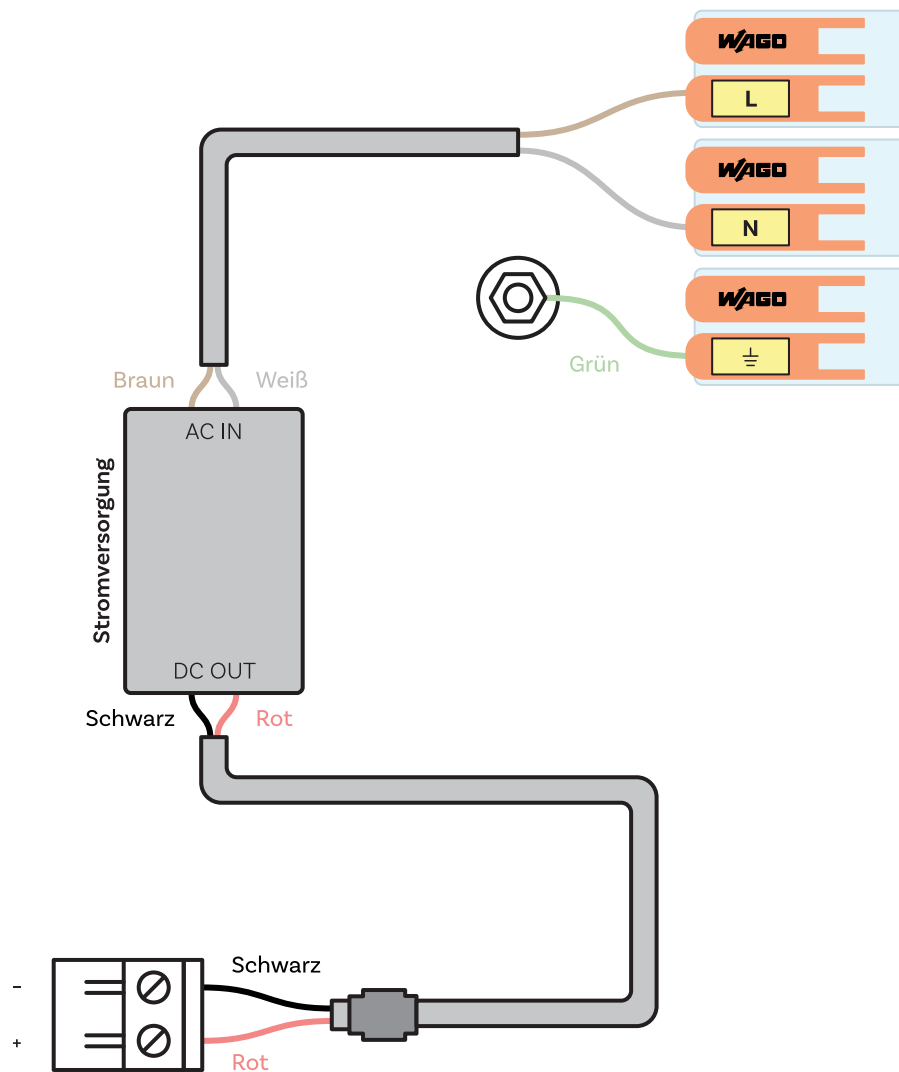 WAGO
L
WAGO
N
WAGO
Grün
Braun
Weiß
AC IN
Stromversorgung
DC OUT
Schwarz
Rot
Schwarz
-
+
Rot